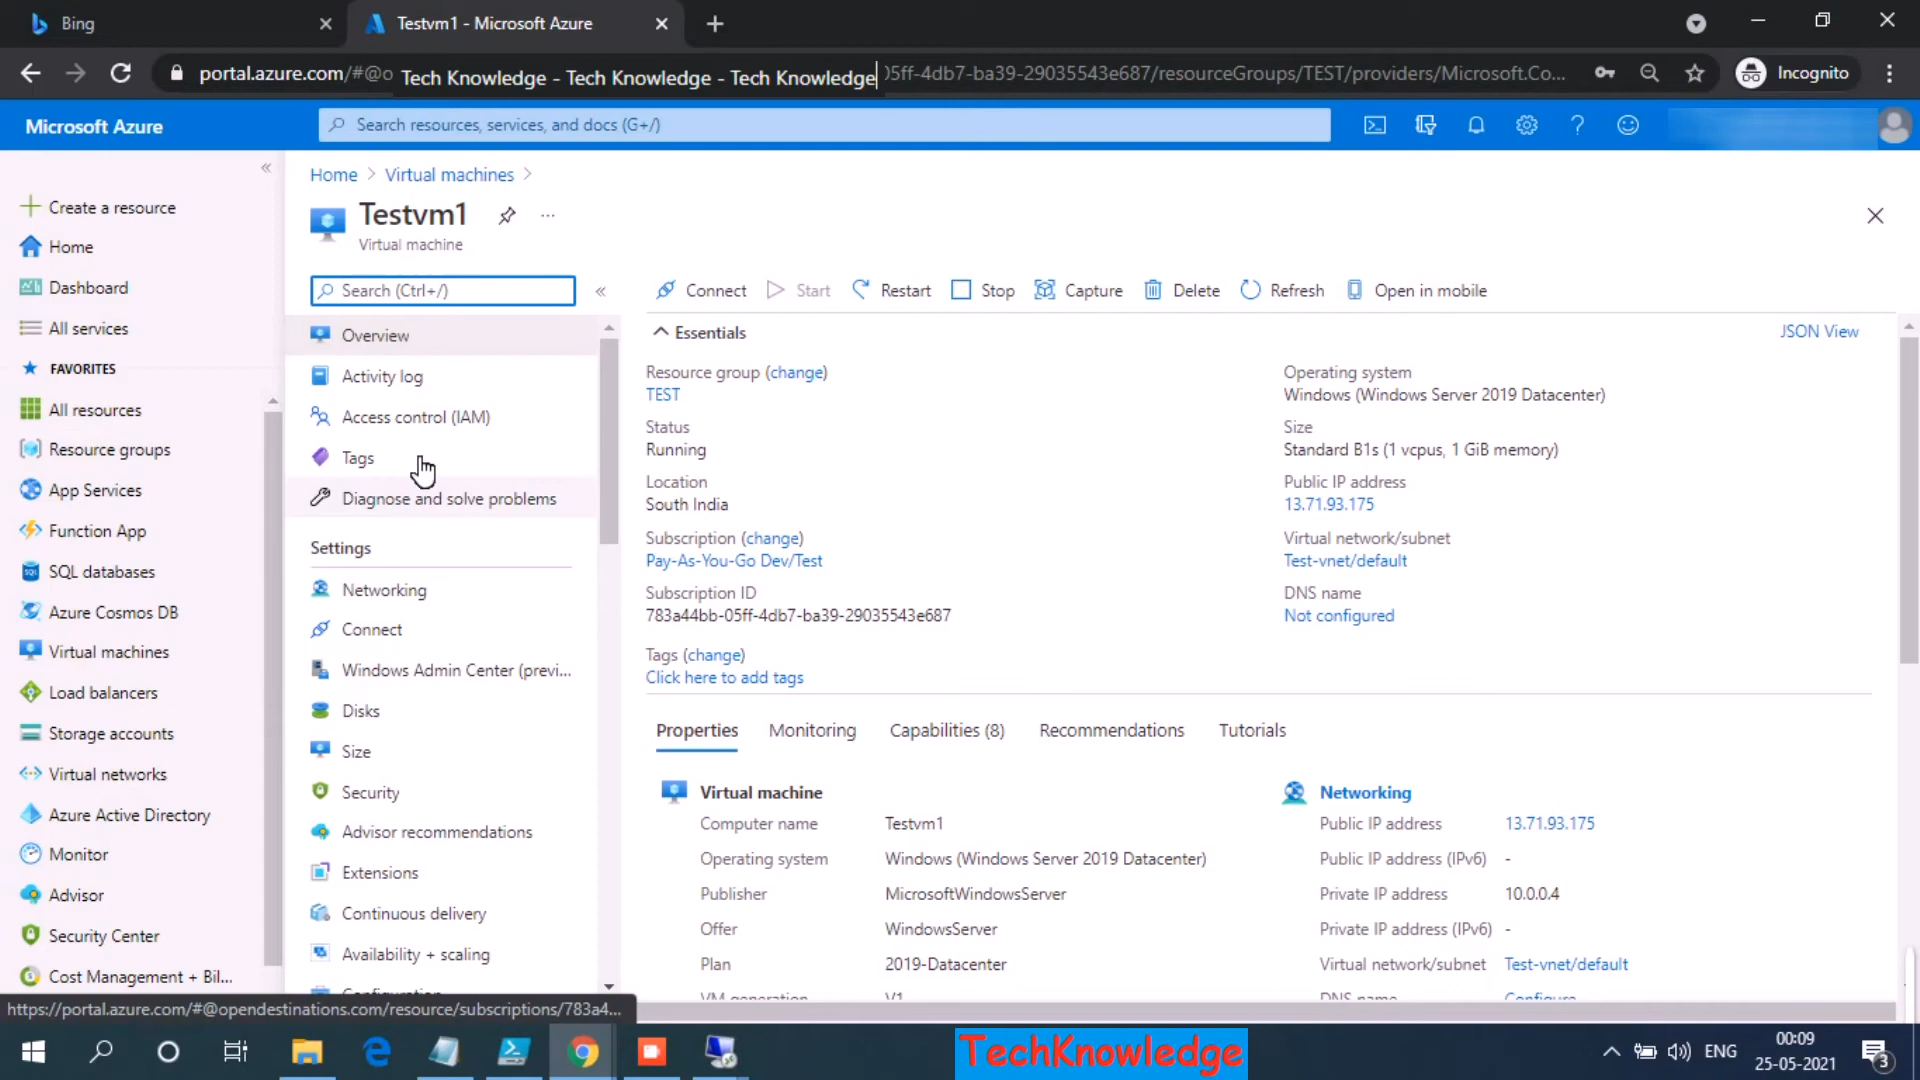 Bing
Testvm1 - Microsoft Azure
portal.azure.com/#@o
Tech Knowledge - Tech Knowledge - Tech Knowledge
5ff-4db7-ba39-29035543e687/resourceGroups/TEST/providers/Microsoft.Co...
Incognito
Microsoft Azure
Search resources, services, and docs (G+/)
Create a resource
Home
Dashboard
All services
FAVORITES
All resources
Resource groups
App Services
Function App
SQL databases
Azure Cosmos DB
Virtual machines
Load balancers
Storage accounts
Virtual networks
Azure Active Directory
Monitor
Advisor
Security Center
Cost Management + Bil...
Home > Virtual machines >
Testvm1
Virtual machine
Search (Ctrl+/)
Overview
Activity log
Access control (IAM)
Tags
Diagnose and solve problems
Settings
Networking
Connect
Windows Admin Center (previ...
Disks
Size
Security
Advisor recommendations
Extensions
Continuous delivery
Availability + scaling
Configuration
Connect Start Restart Stop Capture Delete Refresh Open in mobile
Essentials
JSON View
Resource group (change)
TEST
Status
Running
Location
South India
Subscription (change)
Pay-As-You-Go Dev/Test
Subscription ID
783a44bb-05ff-4db7-ba39-29035543e687
Tags (change)
Click here to add tags
Operating system
Windows (Windows Server 2019 Datacenter)
Size
Standard B1s (1 vcpus, 1 GiB memory)
Public IP address
13.71.93.175
Virtual network/subnet
Test-vnet/default
DNS name
Not configured
Properties Monitoring Capabilities (8) Recommendations Tutorials
Virtual machine
Computer name Testvm1
Operating system Windows (Windows Server 2019 Datacenter)
Publisher MicrosoftWindowsServer
Offer WindowsServer
Plan 2019-Datacenter
VM generation V1
Networking
Public IP address 13.71.93.175
Public IP address (IPv6) -
Private IP address 10.0.0.4
Private IP address (IPv6) -
Virtual network/subnet Test-vnet/default
DNS name Configure
https://portal.azure.com/#@opendestinations.com/resource/subscriptions/783a4...
TechKnowledge
ENG
00:09
25-05-2021
3